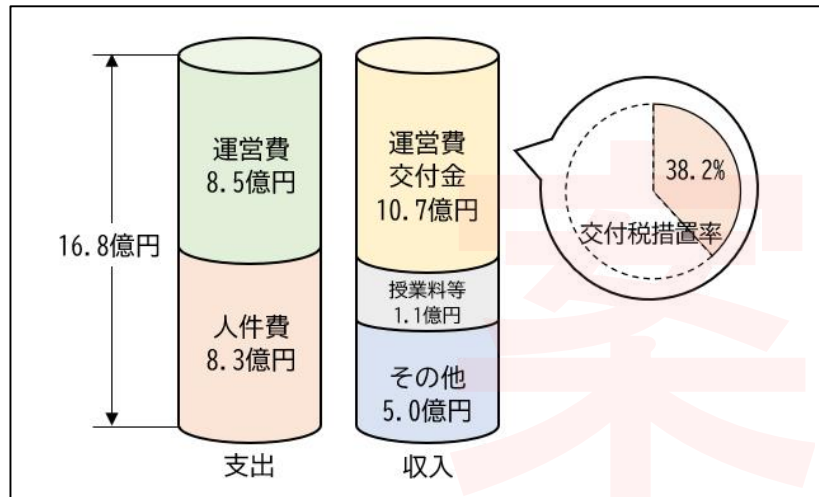 16.8億円
運営費
8.5億円
人件費
8.3億円
支出
運営費
交付金
10.7億円
授業料等
1.1億円
その他
5.0億円
収入
38.2%
交付税措置率
案